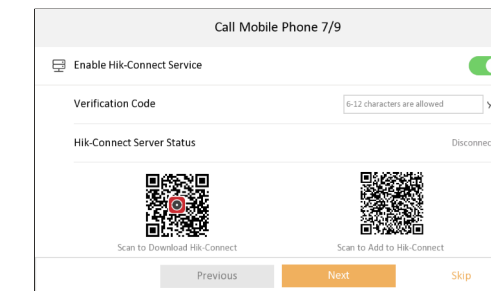 Call Mobile Phone 7/9
Enable Hik-Connect Service
Verification Code 6-12 characters are allowed
Hik-Connect Server Status Disconnec
Scan to Download Hik-Connect Scan to Add to Hik-Connect
Previous Next Skip